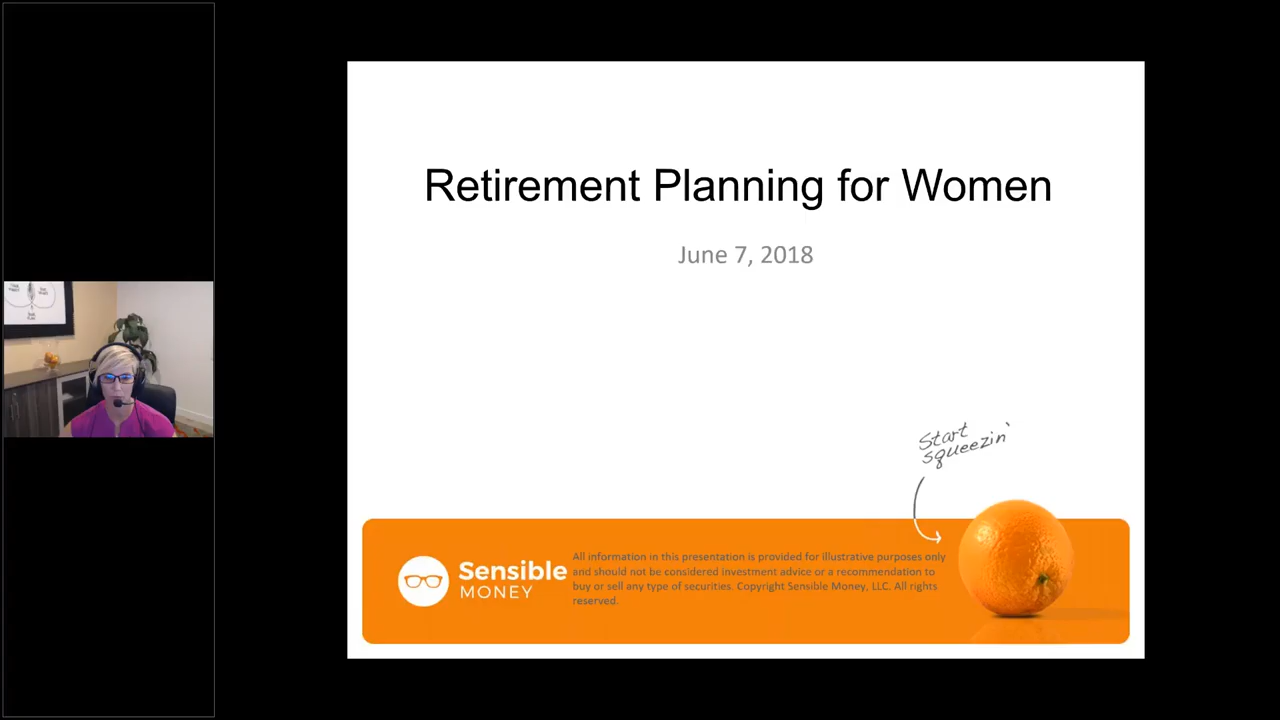 Retirement Planning for Women
June 7, 2018
Start
squeezin'
Sensible
MONEY
All information in this presentation is provided for illustrative purposes only
and should not be considered investment advice or a recommendation to
buy or sell any type of securities. Copyright Sensible Money, LLC. All rights
reserved.